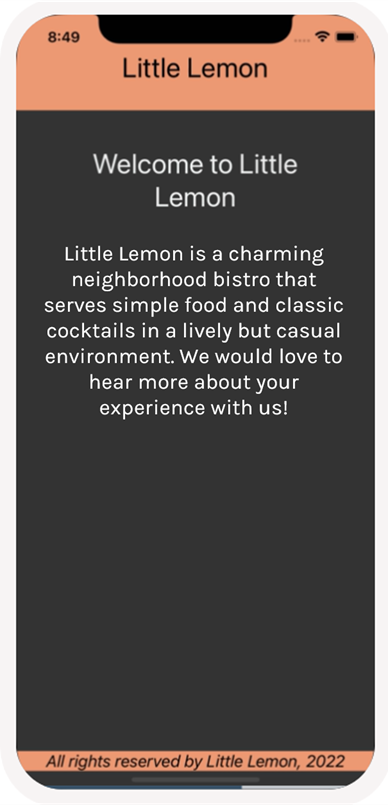 8:49
Little Lemon
Welcome to Little
Lemon
Little Lemon is a charming
neighborhood bistro that
serves simple food and classic
cocktails in a lively but casual
environment. We would love to
hear more about your
experience with us!
All rights reserved by Little Lemon, 2022